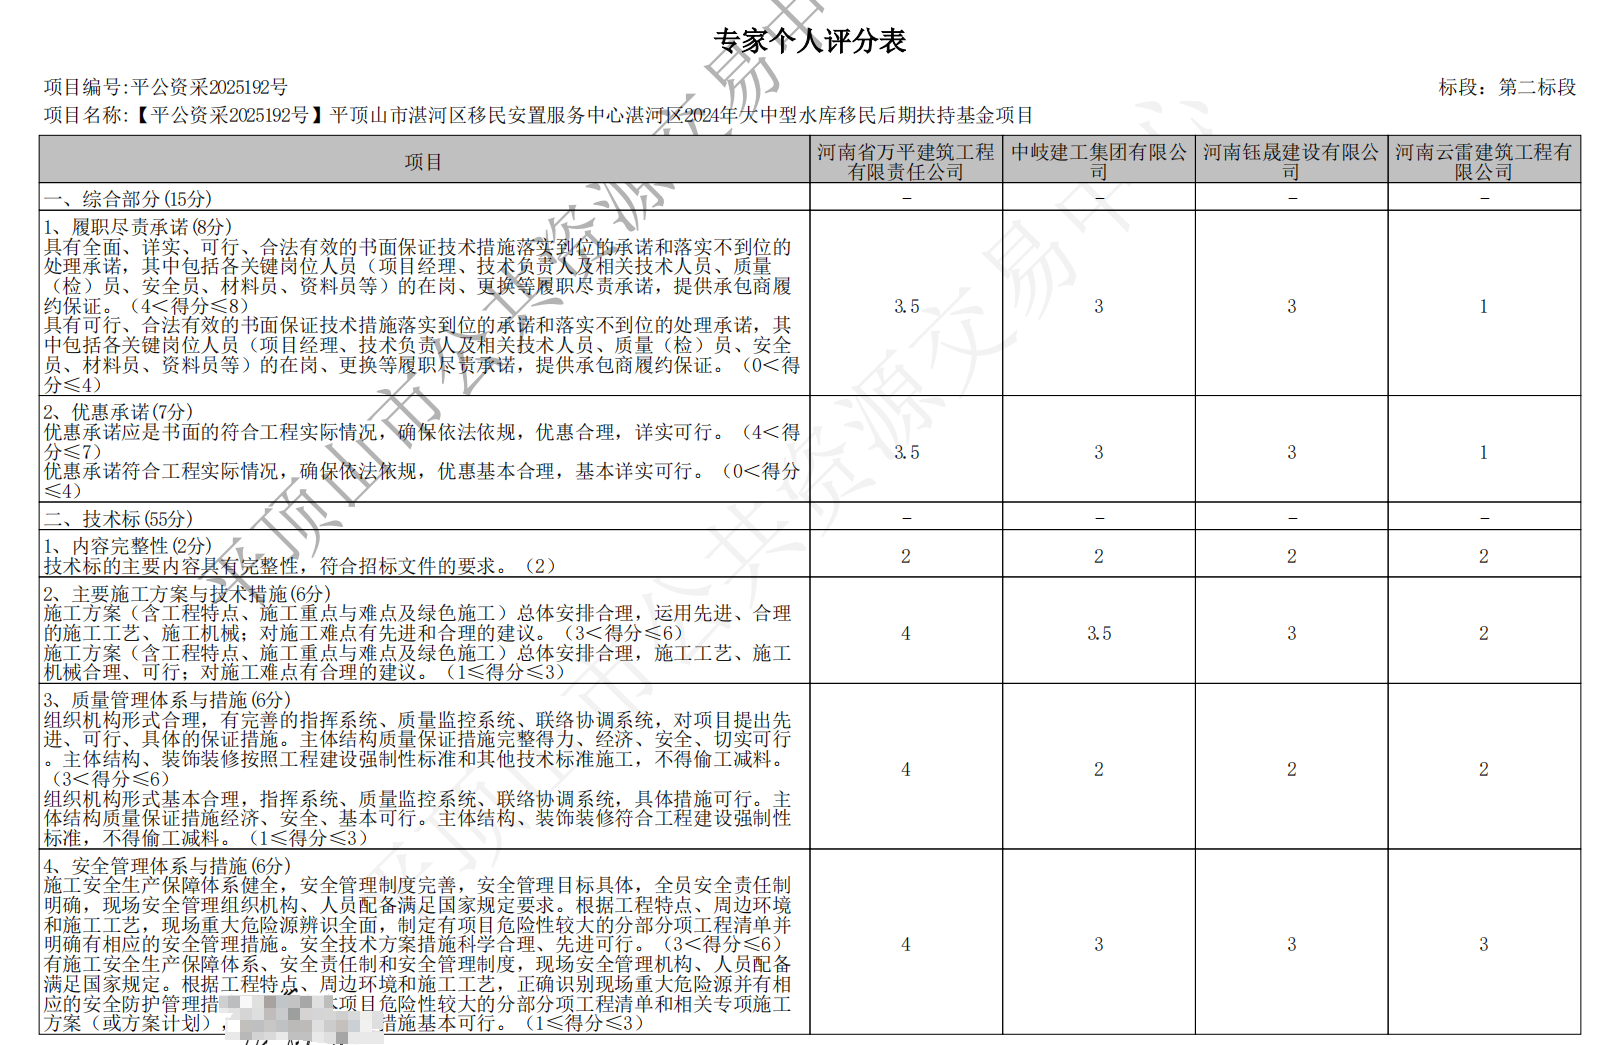 专家个人评分表
项目编号:平公资采2025192号
标段：第二标段
项目名称:【平公资采2025192号】平顶山市湛河区移民安置服务中心湛河区2024年大中型水库移民后期扶持基金项目
项目
河南省万平建筑工程
有限责任公司
中岐建工集团有限公
司
河南钰晟建设有限公
司
河南云雷建筑工程有
限公司
一、综合部分(15分)
— — — —
1、履职尽责承诺(8分)
具有全面、详实、可行、合法有效的书面保证技术措施落实到位的承诺和落实不到位的
处理承诺，其中包括各关键岗位人员（项目经理、技术负责人及相关技术人员、质量
（检）员、安全员、材料员、资料员等）的在岗、更换等履职尽责承诺，提供承包商履
约保证。（4＜得分≤8）
具有可行、合法有效的书面保证技术措施落实到位的承诺和落实不到位的处理承诺，其
中包括各关键岗位人员（项目经理、技术负责人及相关技术人员、质量（检）员、安全
员、材料员、资料员等）的在岗、更换等履职尽责承诺，提供承包商履约保证。（0＜得
分≤4）
3.5 3 3 1
2、优惠承诺(7分)
优惠承诺应是书面的符合工程实际情况，确保依法依规，优惠合理，详实可行。（4＜得
分≤7）
优惠承诺符合工程实际情况，确保依法依规，优惠基本合理，基本详实可行。（0＜得分
≤4）
3.5 3 3 1
二、技术标(55分)
— — — —
1、内容完整性(2分)
技术标的主要内容具有完整性，符合招标文件的要求。（2）
2 2 2 2
2、主要施工方案与技术措施(6分)
施工方案（含工程特点、施工重点与难点及绿色施工）总体安排合理，运用先进、合理
的施工工艺、施工机械；对施工难点有先进和合理的建议。（3＜得分≤6）
施工方案（含工程特点、施工重点与难点及绿色施工）总体安排合理，施工工艺、施工
机械合理、可行；对施工难点有合理的建议。（1≤得分≤3）
4 3.5 3 2
3、质量管理体系与措施(6分)
组织机构形式合理，有完善的指挥系统、质量监控系统、联络协调系统，对项目提出先
进、可行、具体的保证措施。主体结构质量保证措施完整得力、经济、安全、切实可行
。主体结构、装饰装修按照工程建设强制性标准和其他技术标准施工，不得偷工减料。
（3＜得分≤6）
组织机构形式基本合理，指挥系统、质量监控系统、联络协调系统，具体措施可行。主
体结构质量保证措施经济、安全、基本可行。主体结构、装饰装修符合工程建设强制性
标准，不得偷工减料。（1≤得分≤3）
4 2 2 2
4、安全管理体系与措施(6分)
施工安全生产保障体系健全，安全管理制度完善，安全管理目标具体，全员安全责任制
明确，现场安全管理组织机构、人员配备满足国家规定要求。根据工程特点、周边环境
和施工工艺，现场重大危险源辨识全面，制定有项目危险性较大的分部分项工程清单并
明确有相应的安全管理措施。安全技术方案措施科学合理、先进可行。（3＜得分≤6）
有施工安全生产保障体系、安全责任制和安全管理制度，现场安全管理机构、人员配备
满足国家规定。根据工程特点、周边环境和施工工艺，正确识别现场重大危险源并有相
应的安全防护管理措 项目危险性较大的分部分项工程清单和相关专项施工
方案（或方案计划）， 措施基本可行。（1≤得分≤3）
4 3 3 3
平顶山市公共资源交易中心
平顶山市公共资源交易中心